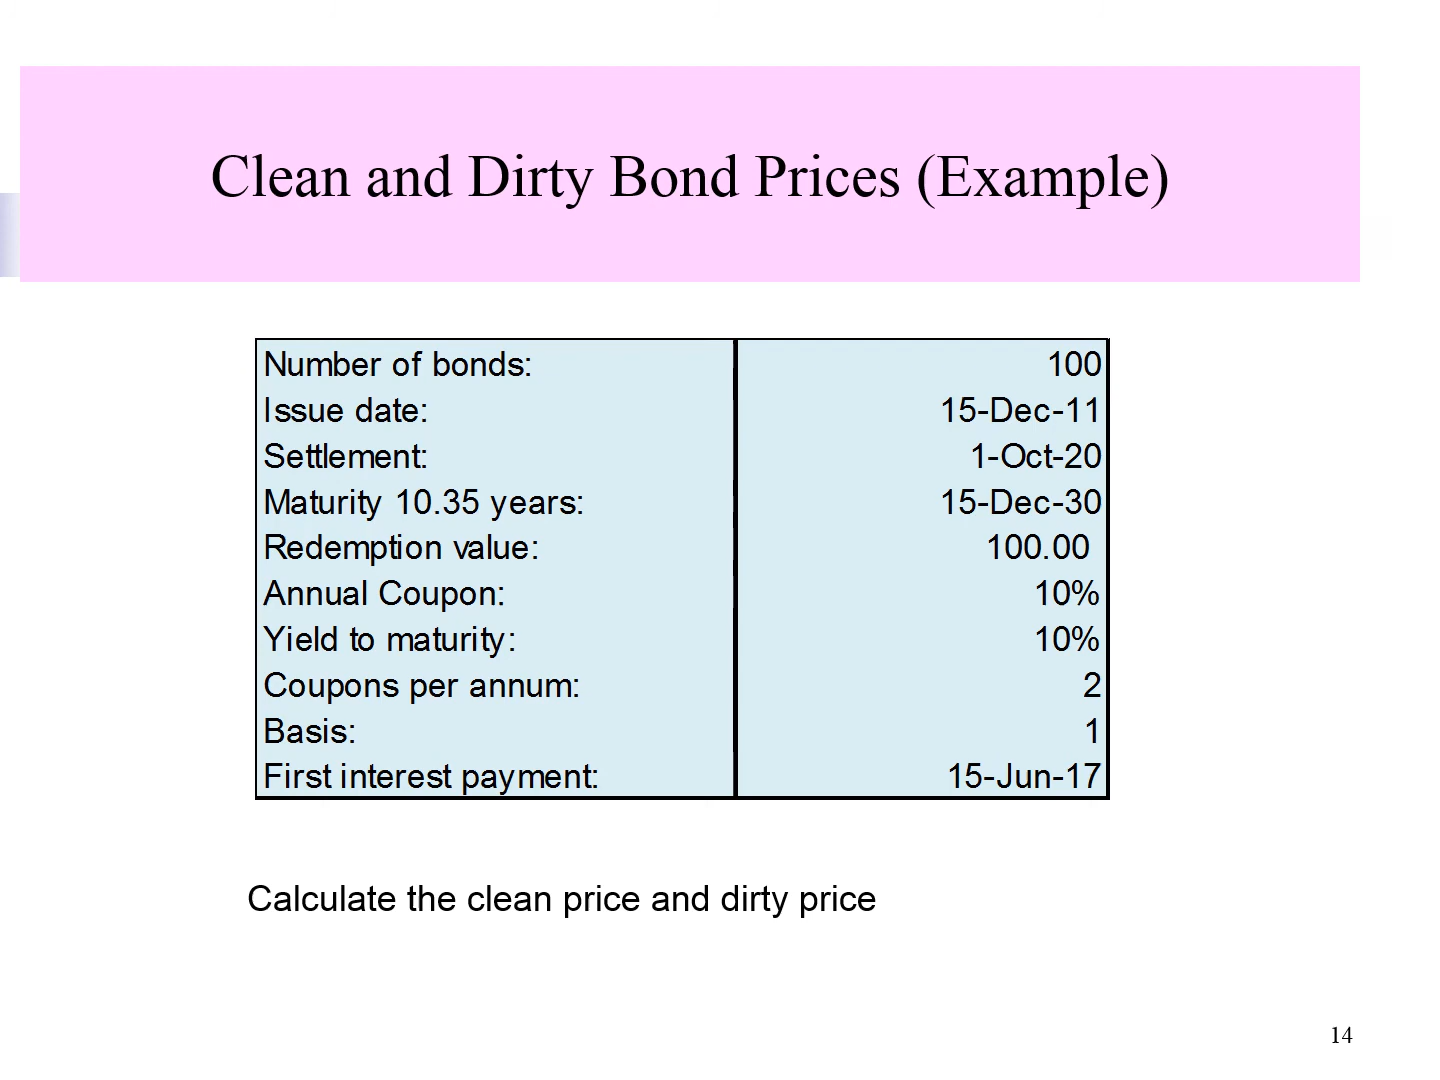 Clean and Dirty Bond Prices (Example)
Number of bonds: 100
Issue date: 15-Dec-11
Settlement: 1-Oct-20
Maturity 10.35 years: 15-Dec-30
Redemption value: 100.00
Annual Coupon: 10%
Yield to maturity: 10%
Coupons per annum: 2
Basis: 1
First interest payment: 15-Jun-17
Calculate the clean price and dirty price
14